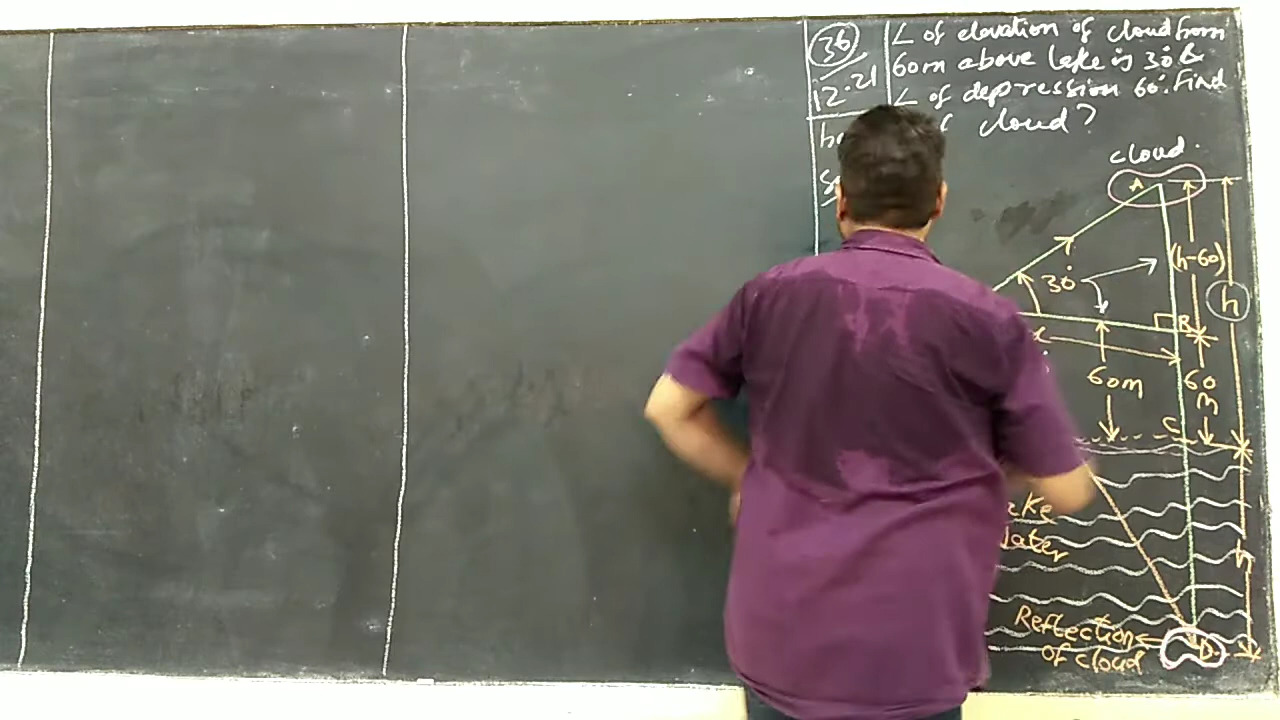 36
12.21
∠ of elevation of cloud from
60m above lake is 30° &
∠ of depression 60°. Find
cloud?
cloud.
A
30°
(h-60)
h
B
x
60m
60
m
C
Water
h
Reflection
of cloud
D